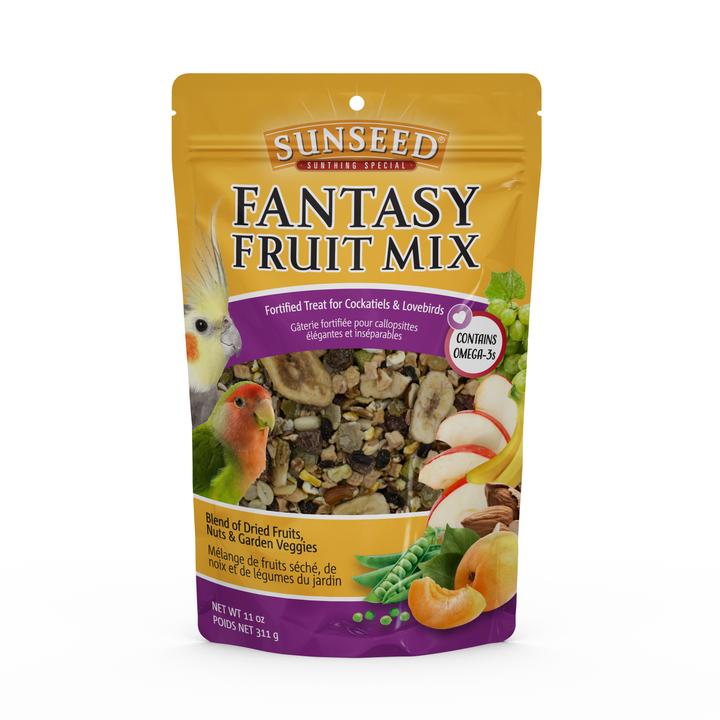 SUNSEED®
SUNTHING SPECIAL
FANTASY
FRUIT MIX
Fortified Treat for Cockatiels & Lovebirds
Gâterie fortifiée pour callopsittes
élégantes et inséparables
CONTAINS
OMEGA-3s
Blend of Dried Fruits,
Nuts & Garden Veggies
Mélange de fruits séché, de
noix et de légumes du jardin
NET WT 11 oz
POIDS NET 311 g